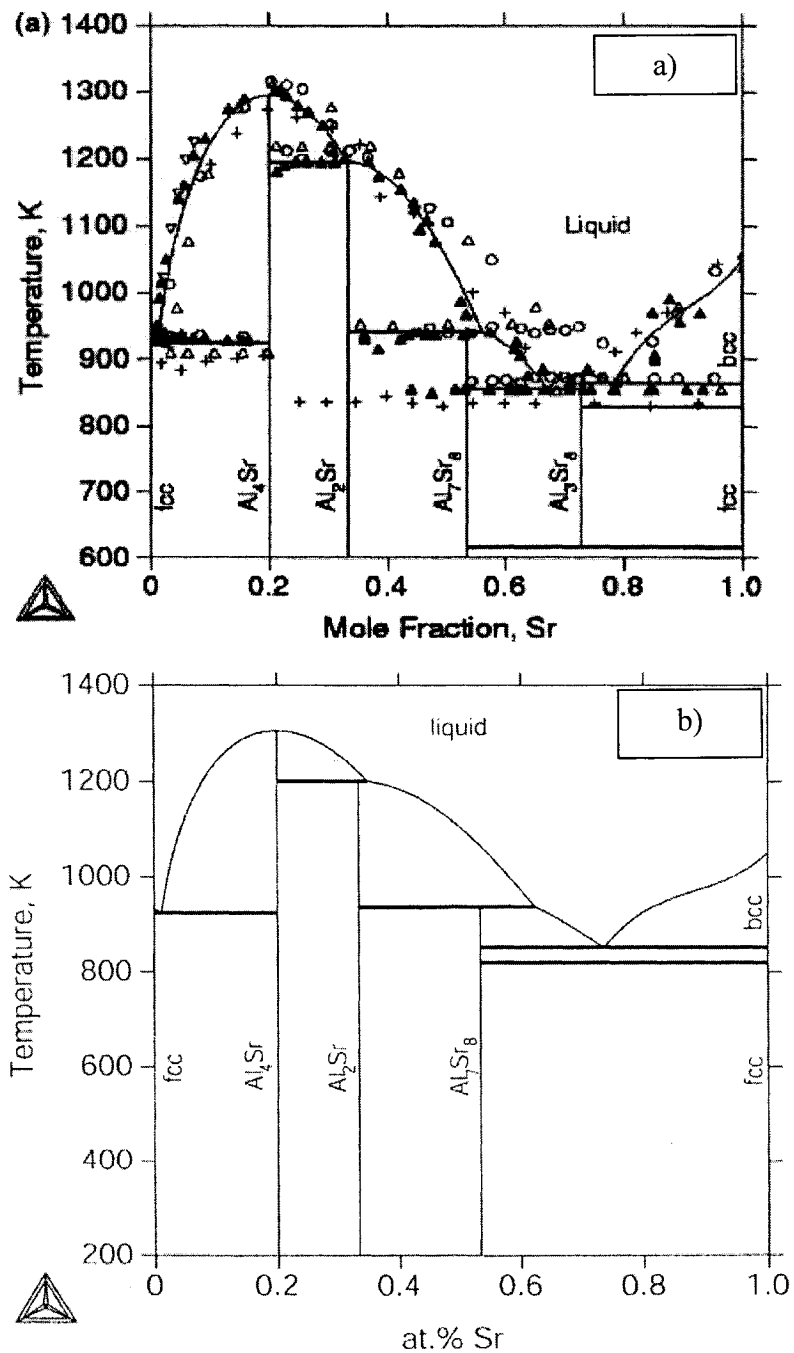 (a)
a)
1400
1300
1200
1100
1000
900
800
700
600
Temperature, K
Liquid
bcc
fcc
Al4Sr
Al2Sr
Al7Sr8
Al3Sr8
fcc
0 0.2 0.4 0.6 0.8 1.0
Mole Fraction, Sr
b)
1400
1200
1000
800
600
400
200
Temperature, K
liquid
bcc
fcc
Al4Sr
Al2Sr
Al7Sr8
fcc
0 0.2 0.4 0.6 0.8 1.0
at.% Sr